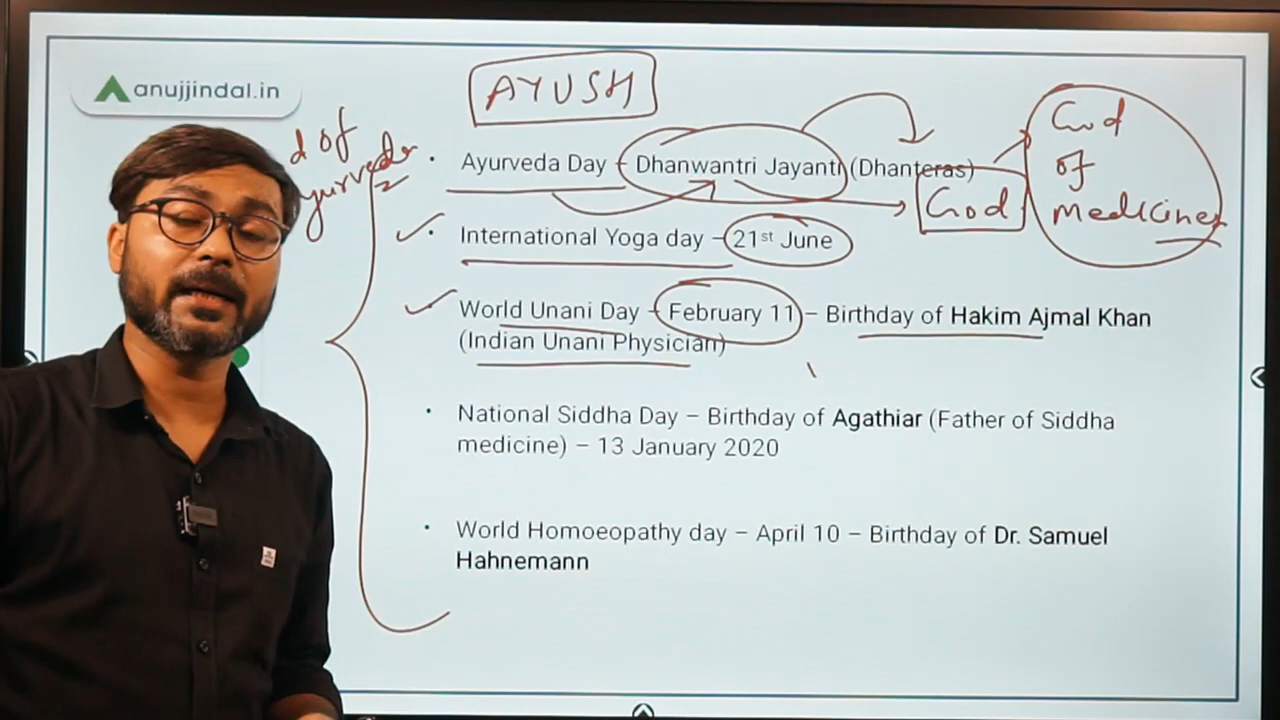 anujjindal.in
AYUSH
d of
yurveda
• Ayurveda Day – Dhanwantri Jayanti (Dhanteras)
God
God
of
Medicines
• International Yoga day – 21st June
World Unani Day – February 11 – Birthday of Hakim Ajmal Khan
(Indian Unani Physician)
• National Siddha Day – Birthday of Agathiar (Father of Siddha
medicine) – 13 January 2020
• World Homoeopathy day – April 10 – Birthday of Dr. Samuel
Hahnemann